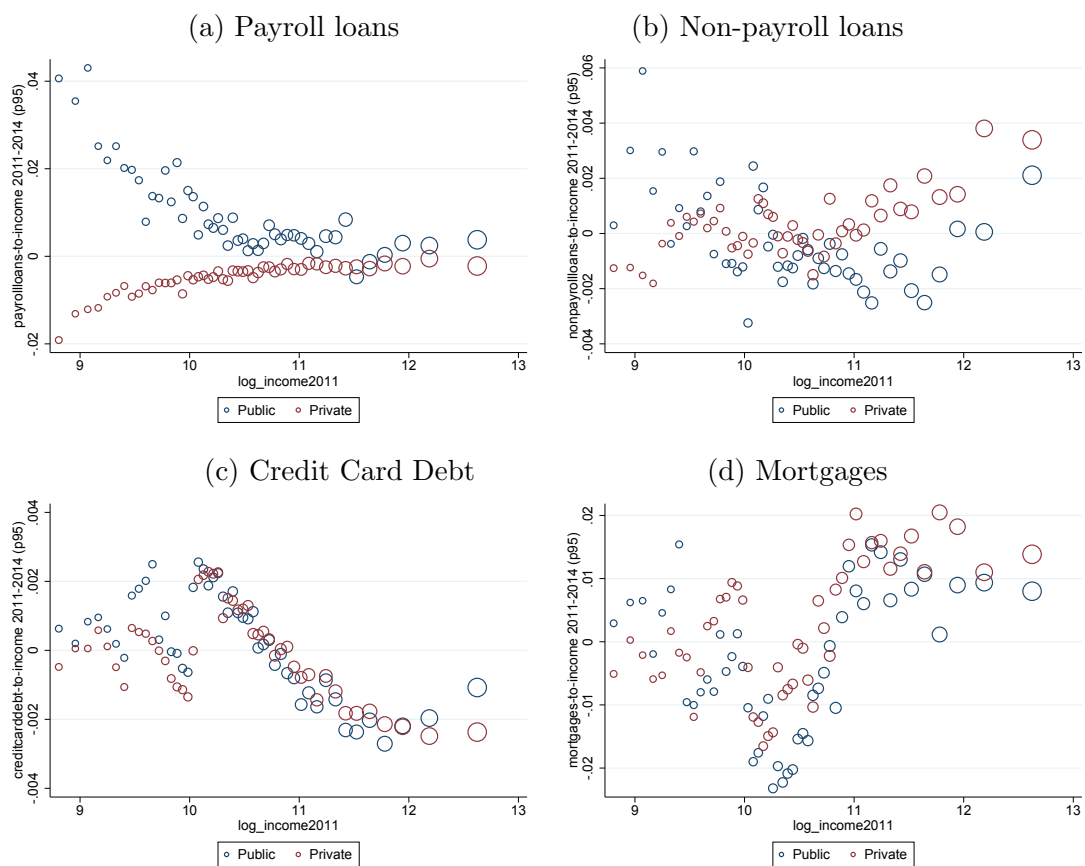 (a) Payroll loans
payrollloans-to-income 2011-2014 (p95)
.04
.02
0
-.02
9 10 11 12 13
log_income2011
Public Private
(b) Non-payroll loans
nonpayrollloans-to-income 2011-2014 (p95)
.006
.004
.002
0
-.002
-.004
9 10 11 12 13
log_income2011
Public Private
(c) Credit Card Debt
creditcarddebt-to-income 2011-2014 (p95)
.004
.002
0
-.002
-.004
9 10 11 12 13
log_income2011
Public Private
(d) Mortgages
mortgages-to-income 2011-2014 (p95)
.02
.01
0
-.01
-.02
9 10 11 12 13
log_income2011
Public Private